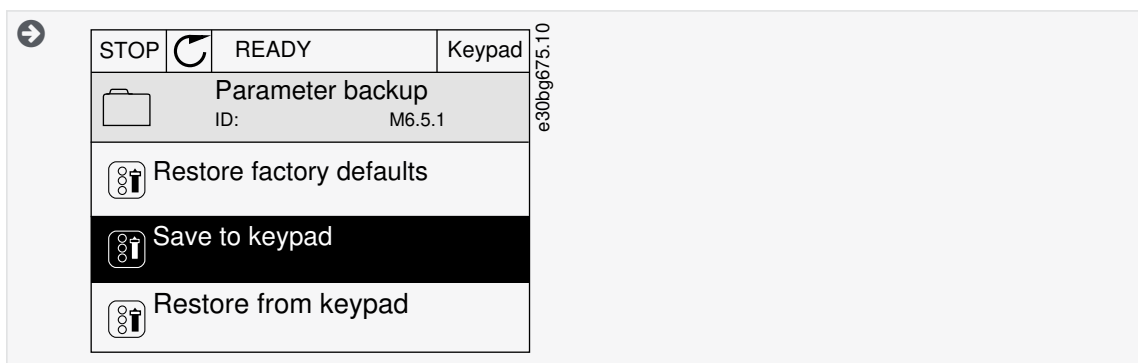 STOP READY Keypad
Parameter backup
ID: M6.5.1
Restore factory defaults
Save to keypad
Restore from keypad
e30bg675.10